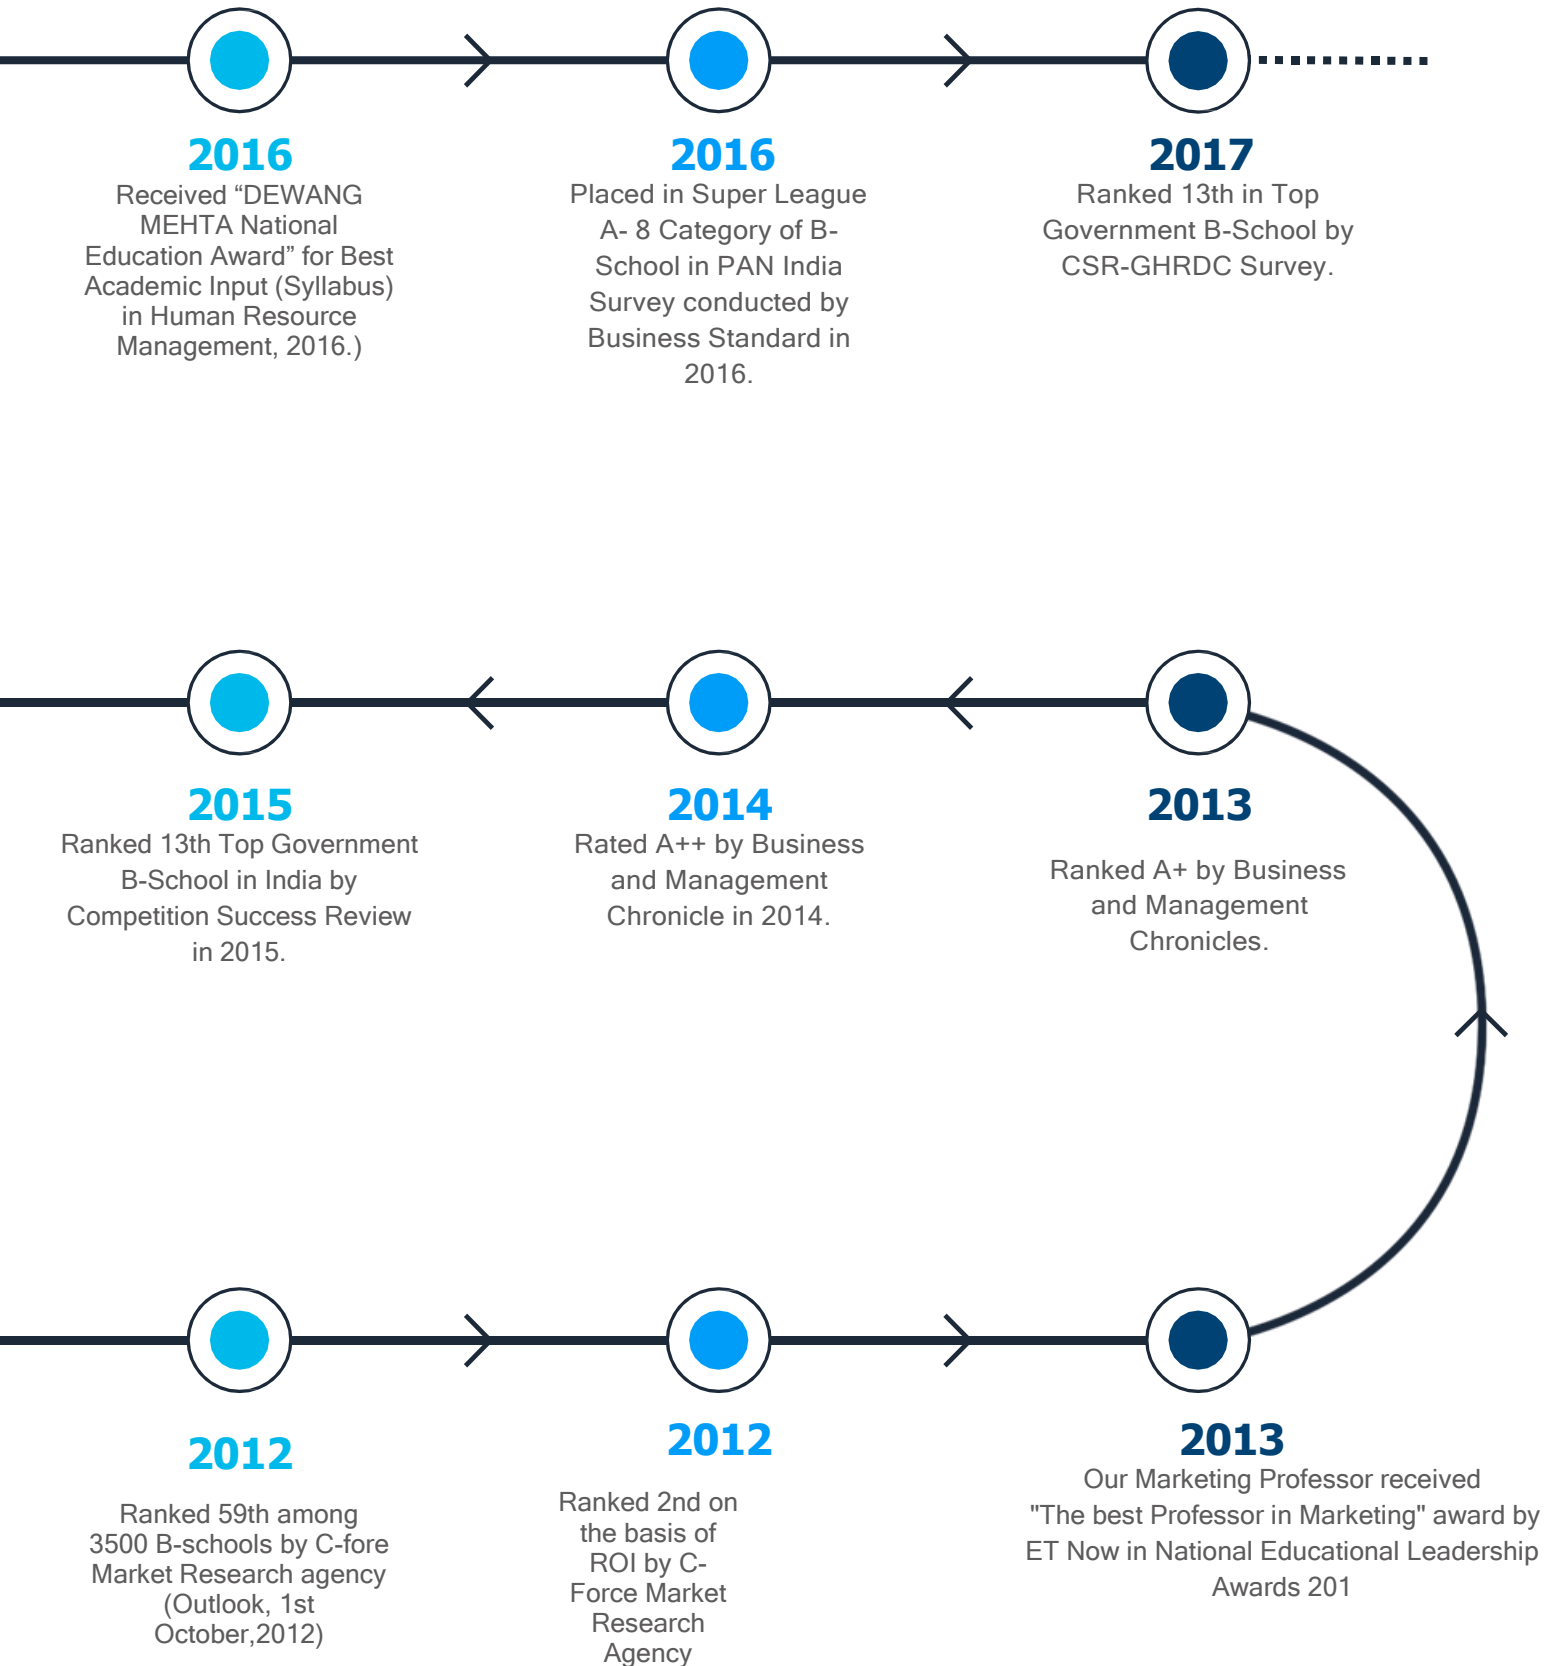 2016
Received “DEWANG
MEHTA National
Education Award” for Best
Academic Input (Syllabus)
in Human Resource
Management, 2016.)
2016
Placed in Super League
A- 8 Category of B-
School in PAN India
Survey conducted by
Business Standard in
2016.
2017
Ranked 13th in Top
Government B-School by
CSR-GHRDC Survey.
2015
Ranked 13th Top Government
B-School in India by
Competition Success Review
in 2015.
2014
Rated A++ by Business
and Management
Chronicle in 2014.
2013
Ranked A+ by Business
and Management
Chronicles.
2012
Ranked 59th among
3500 B-schools by C-fore
Market Research agency
(Outlook, 1st
October,2012)
2012
Ranked 2nd on
the basis of
ROI by C-
Force Market
Research
Agency
2013
Our Marketing Professor received
"The best Professor in Marketing" award by
ET Now in National Educational Leadership
Awards 201